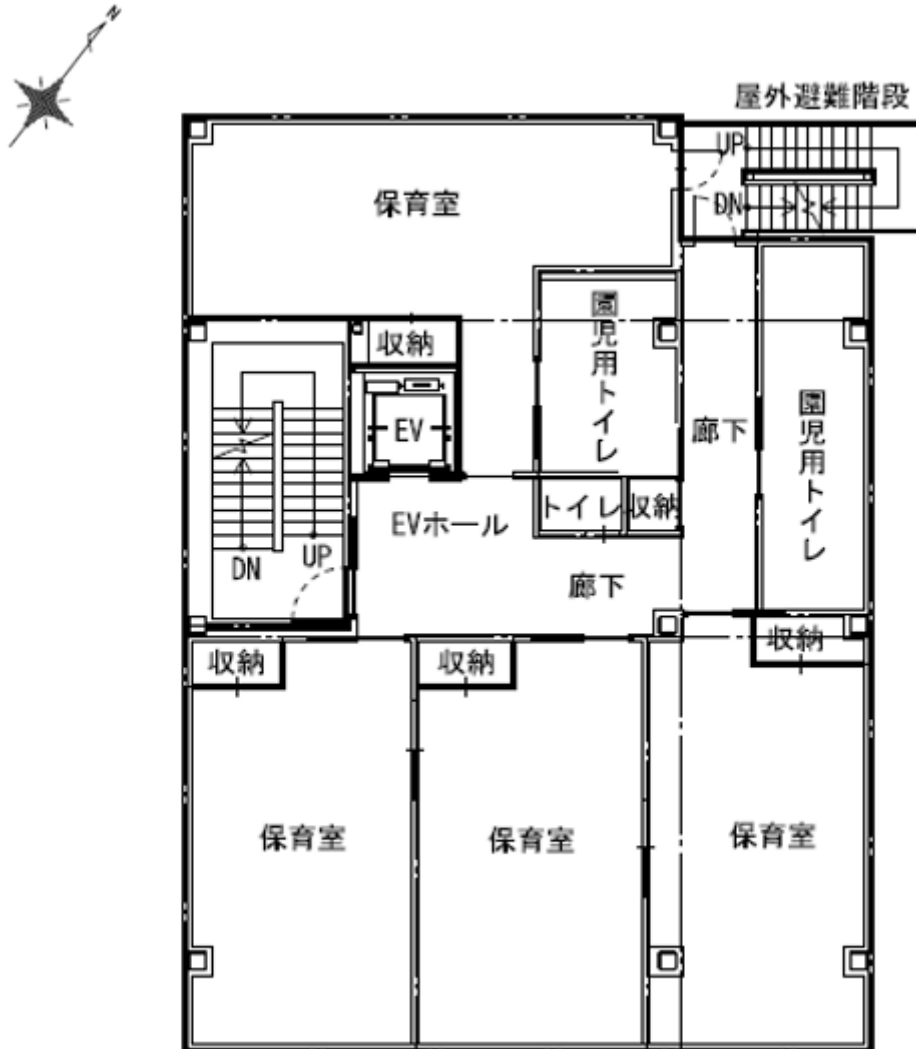 N
屋外避難階段
UP
保育室
DN
園児用トイレ
収納
EV
廊下
園児用トイレ
トイレ
収納
EVホール
DN
UP
廊下
収納
収納
収納
保育室
保育室
保育室